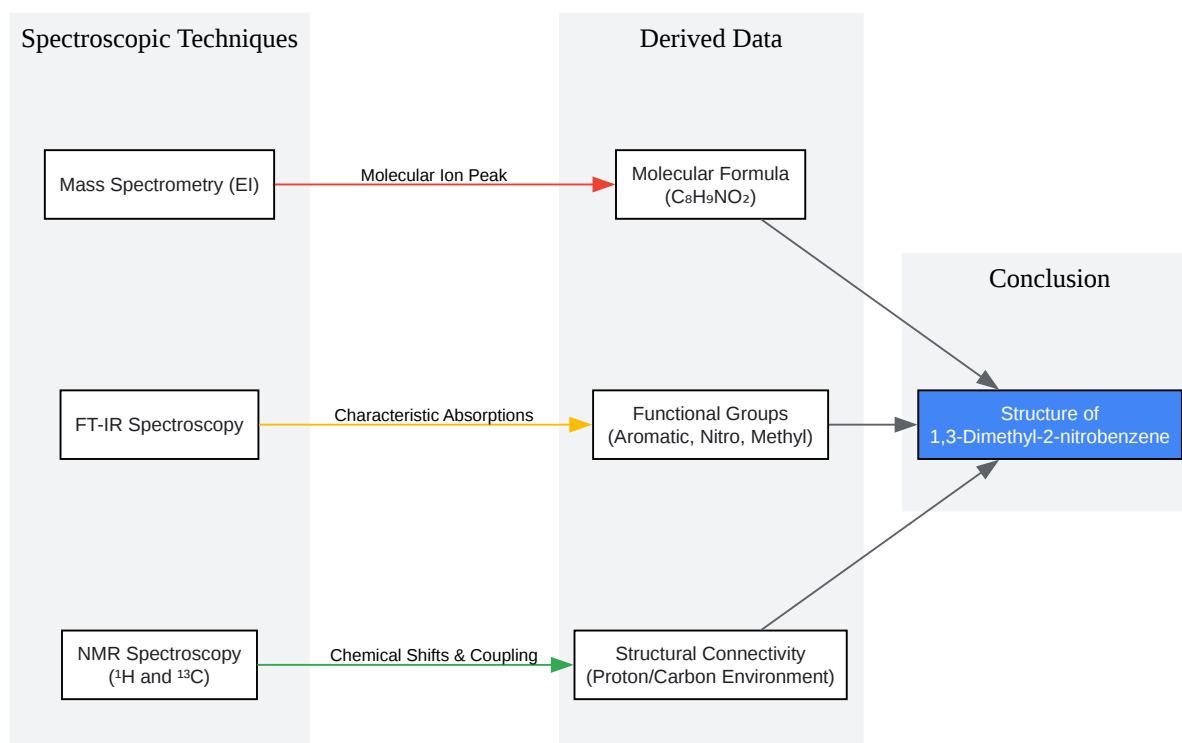 Spectroscopic Techniques
Derived Data
Conclusion
Mass Spectrometry (EI)
Molecular Ion Peak
Molecular Formula
(C₈H₉NO₂)
FT-IR Spectroscopy
Characteristic Absorptions
Functional Groups
(Aromatic, Nitro, Methyl)
Structure of
1,3-Dimethyl-2-nitrobenzene
NMR Spectroscopy
(¹H and ¹³C)
Chemical Shifts & Coupling
Structural Connectivity
(Proton/Carbon Environment)